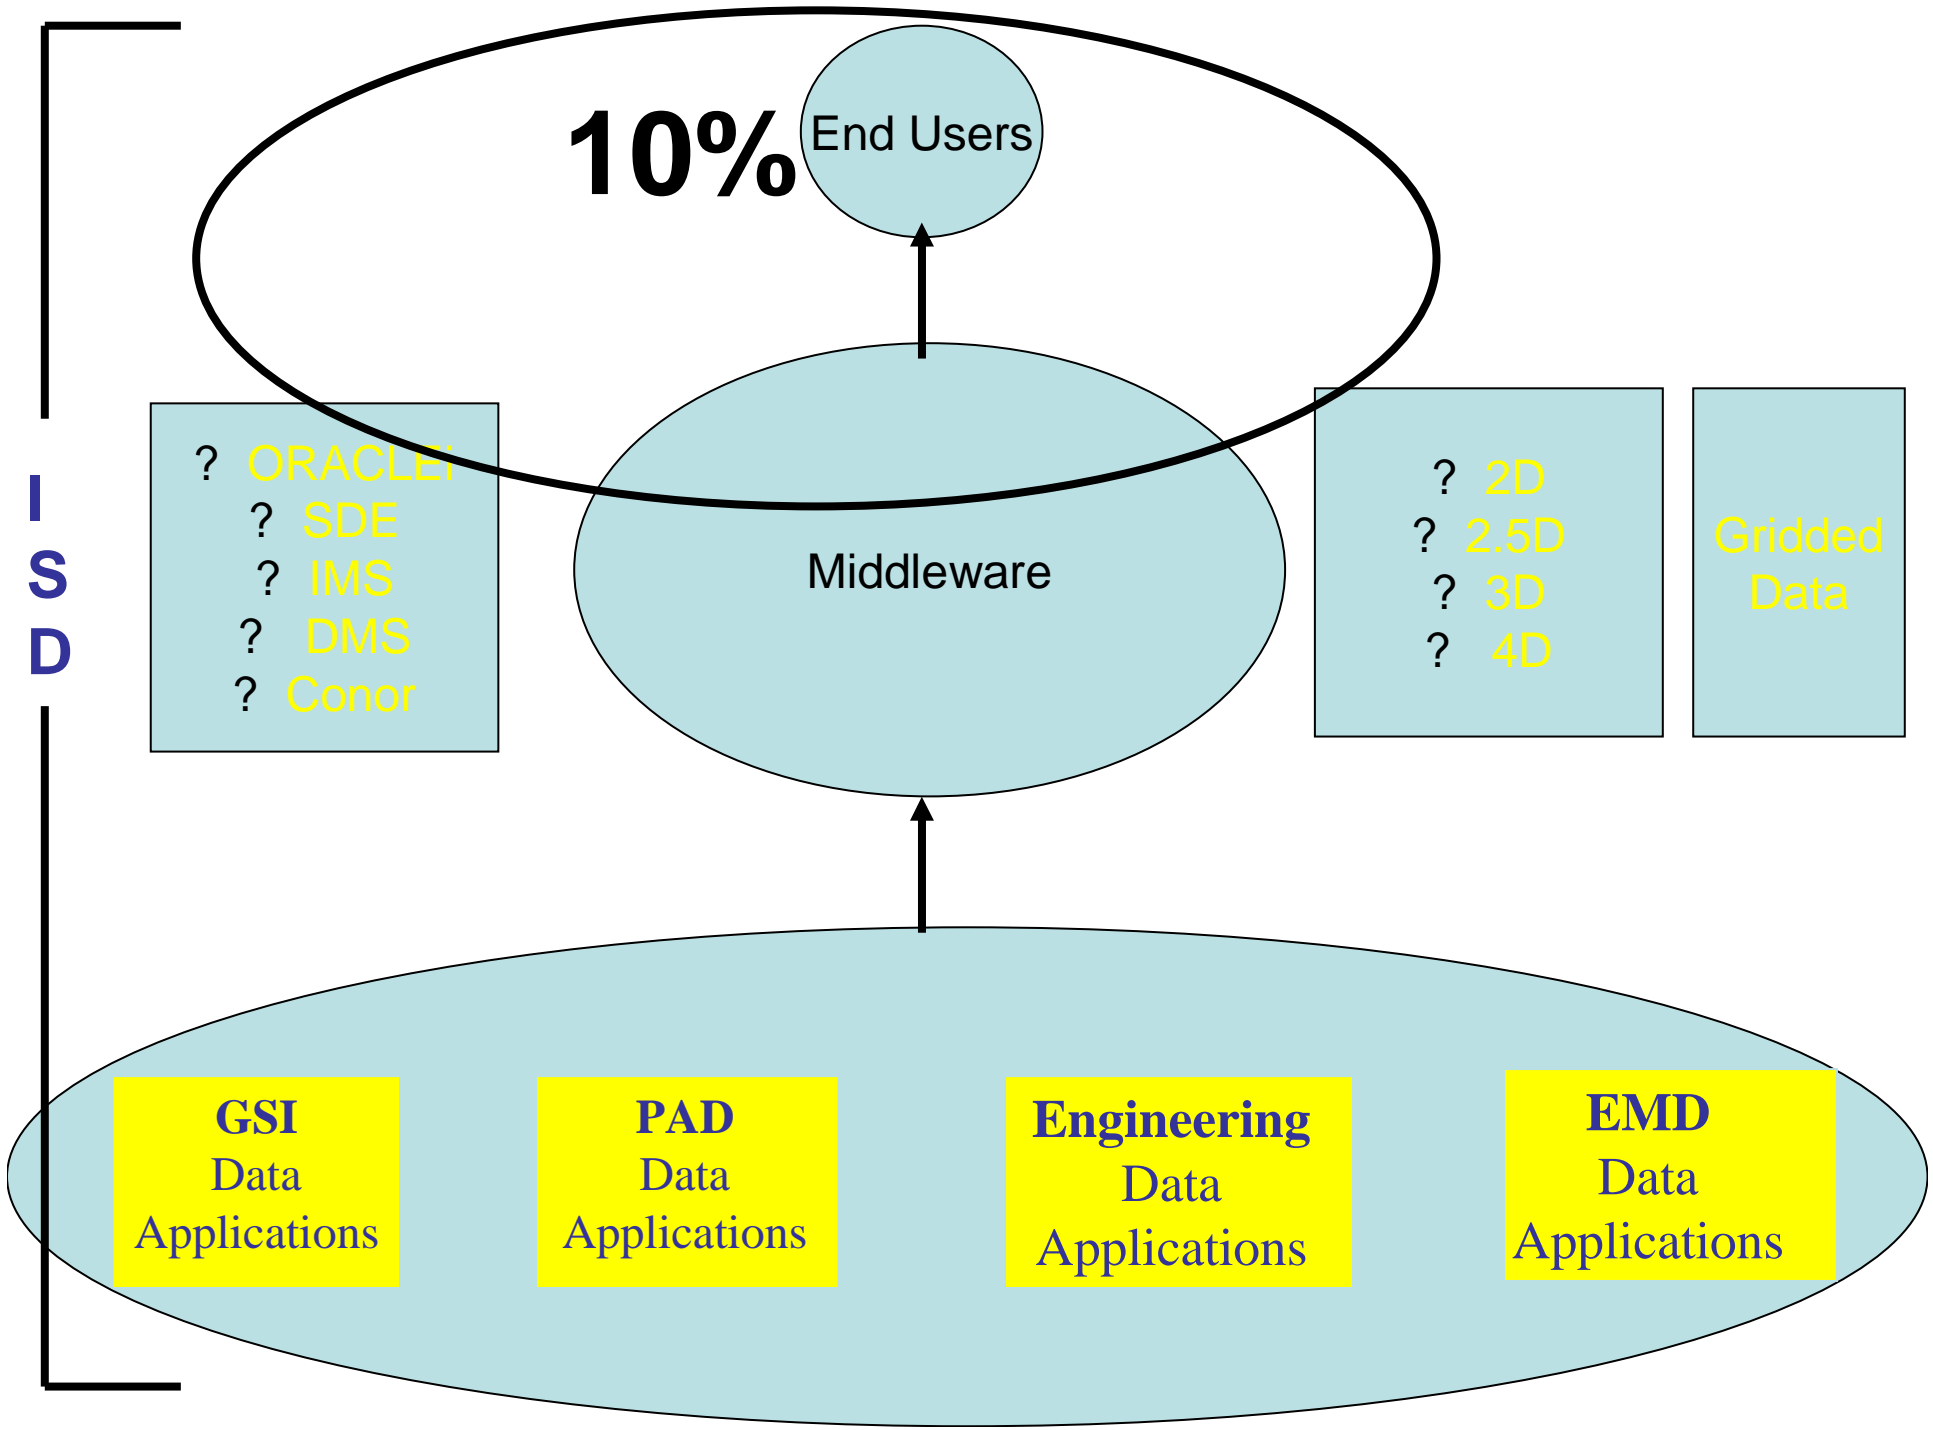 10%
End Users
I
S
D
? ORACLEi
? SDE
? IMS
? DMS
? Conor
Middleware
? 2D
? 2.5D
? 3D
? 4D
Gridded
Data
GSI
Data
Applications
PAD
Data
Applications
Engineering
Data
Applications
EMD
Data
Applications